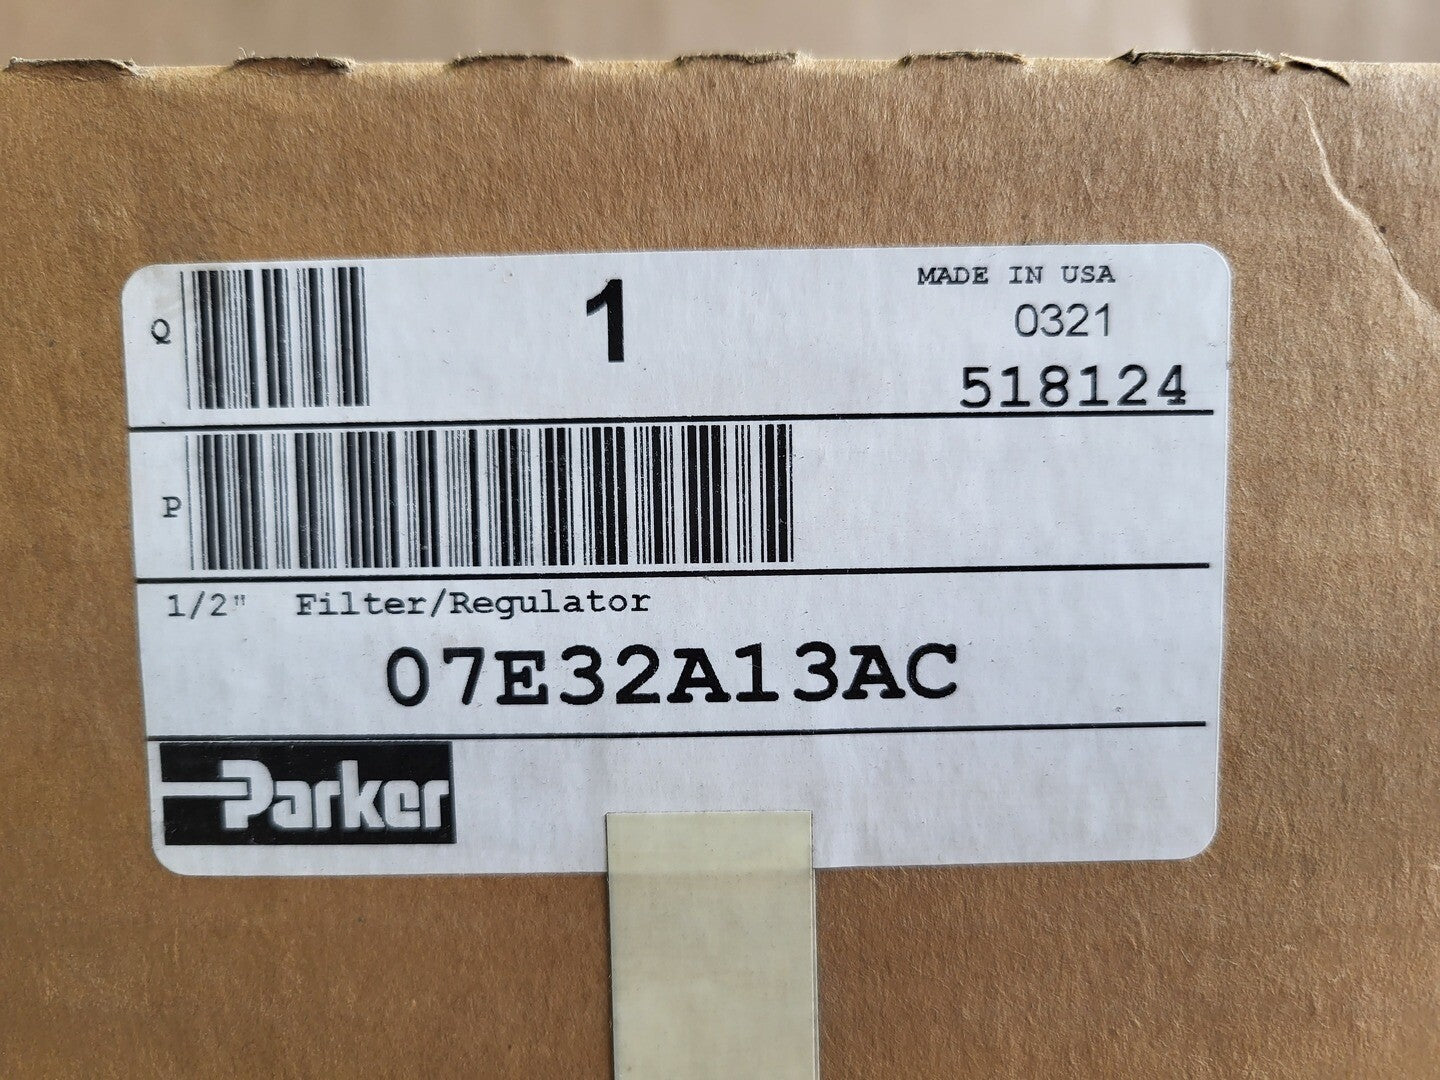 Q
1
MADE IN USA
0321
518124
P
1/2" Filter/Regulator
07E32A13AC
Parker